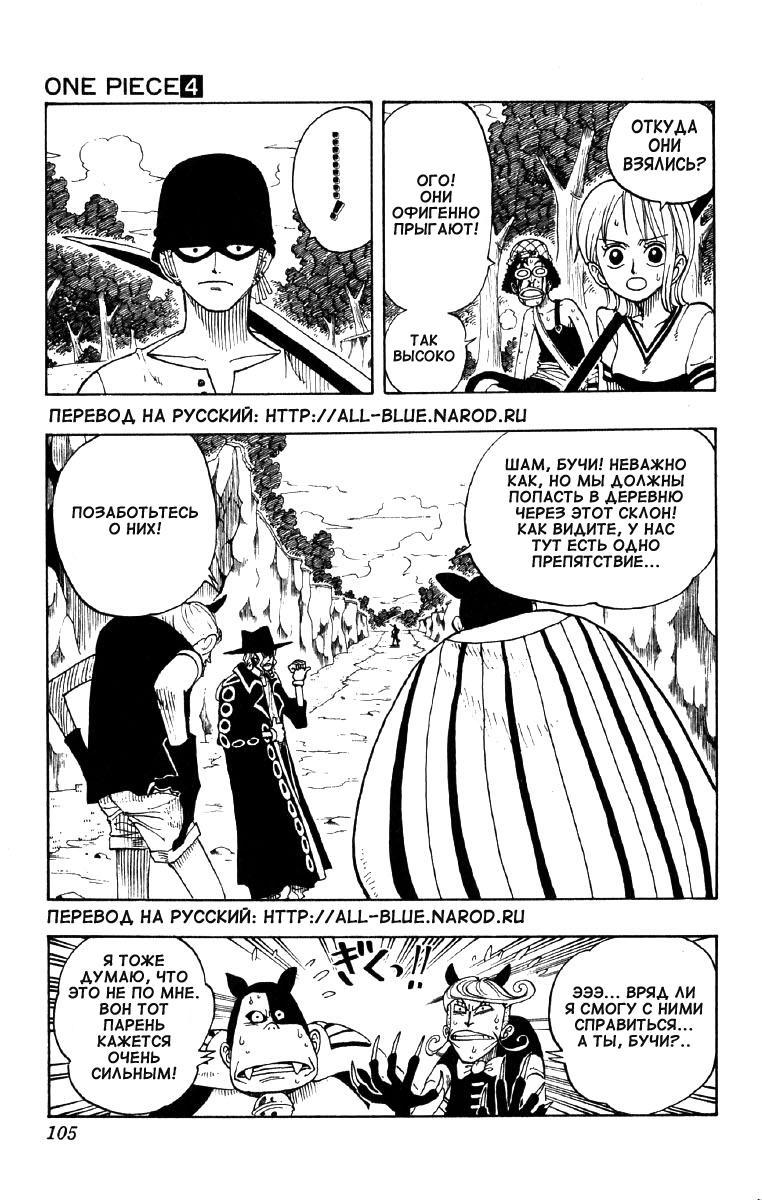 ONE PIECE 4
ОТКУДА
ОНИ
ВЗЯЛИСЬ?
ОГО!
ОНИ
ОФИГЕННО
ПРЫГАЮТ!
ТАК
ВЫСОКО
.........!
ПЕРЕВОД НА РУССКИЙ: HTTP://ALL-BLUE.NAROD.RU
ШАМ, БУЧИ! НЕВАЖНО
КАК, НО МЫ ДОЛЖНЫ
ПОПАСТЬ В ДЕРЕВНЮ
ЧЕРЕЗ ЭТОТ СКЛОН!
КАК ВИДИТЕ, У НАС
ТУТ ЕСТЬ ОДНО
ПРЕПЯТСТВИЕ...
ПОЗАБОТЬТЕСЬ
О НИХ!
ПЕРЕВОД НА РУССКИЙ: HTTP://ALL-BLUE.NAROD.RU
ЭЭЭ... ВРЯД ЛИ
Я СМОГУ С НИМИ
СПРАВИТЬСЯ...
А ТЫ, БУЧИ?..
ぎくっ!!
Я ТОЖЕ
ДУМАЮ, ЧТО
ЭТО НЕ ПО МНЕ.
ВОН ТОТ
ПАРЕНЬ
КАЖЕТСЯ
ОЧЕНЬ
СИЛЬНЫМ!
105